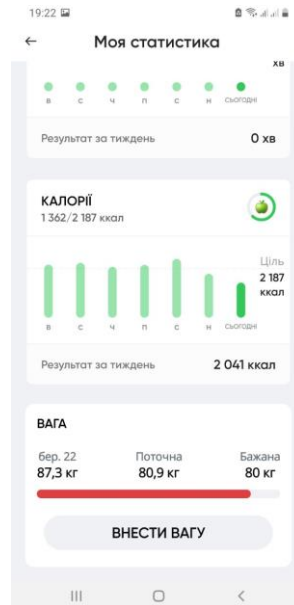 19:22
Моя статистика
хв
в с ч п с н сьогодні
Результат за тиждень 0 хв
КАЛОРІЇ
1 362/2 187 ккал
Ціль
2 187
ккал
в с ч п с н сьогодні
Результат за тиждень 2 041 ккал
ВАГА
бер. 22 Поточна Бажана
87,3 кг 80,9 кг 80 кг
ВНЕСТИ ВАГУ